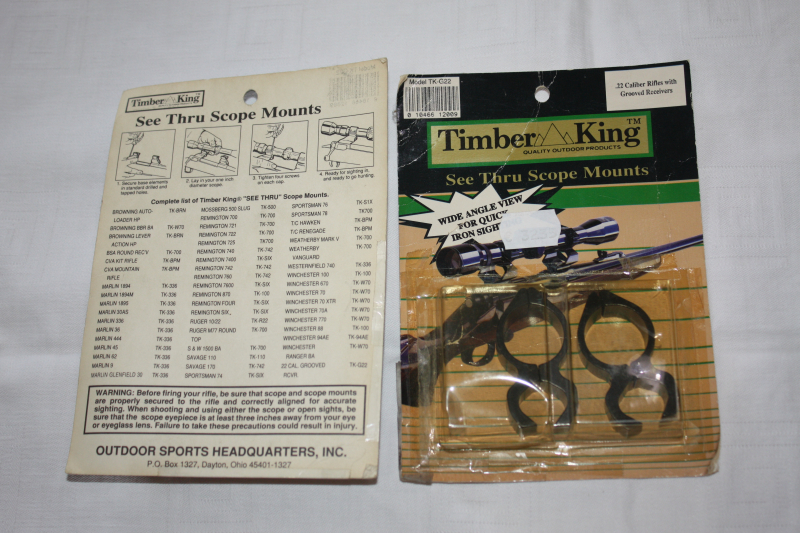 Timber King®
See Thru Scope Mounts
1. Secure base elements
in standard drilled and
tapped holes.
2. Lay in your one inch
diameter scope.
3. Tighten four screws
on each cap.
4. Ready for sighting in,
and ready to go hunting.
Complete list of Timber King® "SEE THRU" Scope Mounts.
BROWNING AUTO- TK-BRN
LOADER HP
BROWNING BBR BA TK-W70
BROWNING LEVER TK-BRN
ACTION HP
BSA ROUND RECV TK-700
CVA KIT RIFLE TK-BPM
CVA MOUNTAIN TK-BPM
RIFLE
MARLIN 1894 TK-336
MARLIN 1894M TK-336
MARLIN 1895 TK-336
MARLIN 30AS TK-336
MARLIN 336 TK-336
MARLIN 36 TK-336
MARLIN 444 TK-336
MARLIN 45 TK-336
MARLIN 62 TK-336
MARLIN 9 TK-336
MARLIN GLENFIELD 30 TK-336
MOSSBERG 500 SLUG TK-500
REMINGTON 700 TK-700
REMINGTON 721 TK-700
REMINGTON 722 TK-700
REMINGTON 725 TK-700
REMINGTON 740 TK-742
REMINGTON 7400 TK-SIX
REMINGTON 742 TK-742
REMINGTON 760 TK-742
REMINGTON 7600 TK-SIX
REMINGTON 870 TK-100
REMINGTON FOUR TK-SIX
REMINGTON SIX TK-SIX
RUGER 10/22 TK-R22
RUGER M77 ROUND TK-700
TOP
S & W 1500 BA TK-700
SAVAGE 110 TK-110
SAVAGE 170 TK-742
SPORTSMAN 74 TK-SIX
SPORTSMAN 76 TK-SIX
SPORTSMAN 78 TK700
T/C HAWKEN TK-BPM
T/C RENEGADE TK-BPM
WEATHERBY MARK V TK-700
WEATHERBY TK-700
VANGUARD
WESTERNFIELD 740 TK-336
WINCHESTER 100 TK-100
WINCHESTER 670 TK-W70
WINCHESTER 70 TK-W70
WINCHESTER 70 XTR TK-W70
WINCHESTER 70A TK-W70
WINCHESTER 770 TK-W70
WINCHESTER 88 TK-100
WINCHESTER 94AE TK-94AE
WINCHESTER TK-W70
RANGER BA
22 CAL. GROOVED TK-G22
RCVR.
WARNING: Before firing your rifle, be sure that scope and scope mounts
are properly secured to the rifle and correctly aligned for accurate
sighting. When shooting and using either the scope or open sights, be
sure that the scope eyepiece is at least three inches away from your eye
or eyeglass lens. Failure to take these precautions could result in injury.
OUTDOOR SPORTS HEADQUARTERS, INC.
P.O. Box 1327, Dayton, Ohio 45401-1327
Model TK-G22
0 10466 12009
.22 Caliber Rifles with
Grooved Receivers
Timber King™
QUALITY OUTDOOR PRODUCTS
See Thru Scope Mounts
WIDE ANGLE VIEW
FOR QUICK
IRON SIGHT